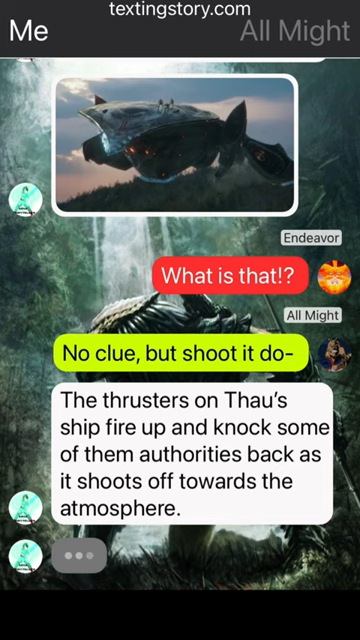 textingstory.com
Me
All Might
Endeavor
What is that!?
All Might
No clue, but shoot it do-
The thrusters on Thau's
ship fire up and knock some
of them authorities back as
it shoots off towards the
atmosphere.